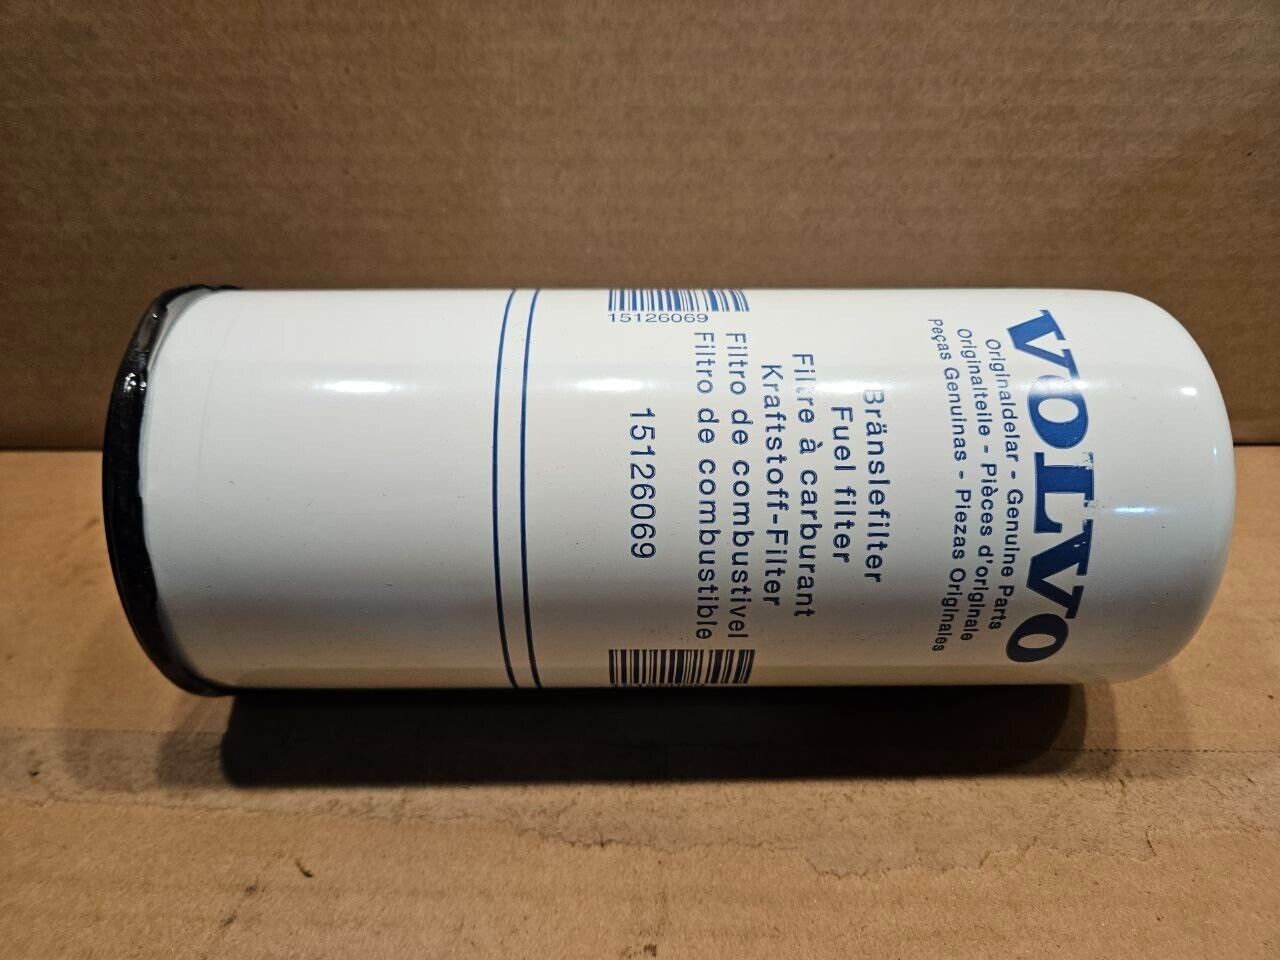 VOLVO
Originaldelar - Genuine Parts
Originalteile - Pièces d'originale
Peças Genuinas - Piezas Originales
Bränslefilter
Fuel filter
Filtre à carburant
Kraftstoff-Filter
Filtro de combustivel
Filtro de combustible
15126069
15126069